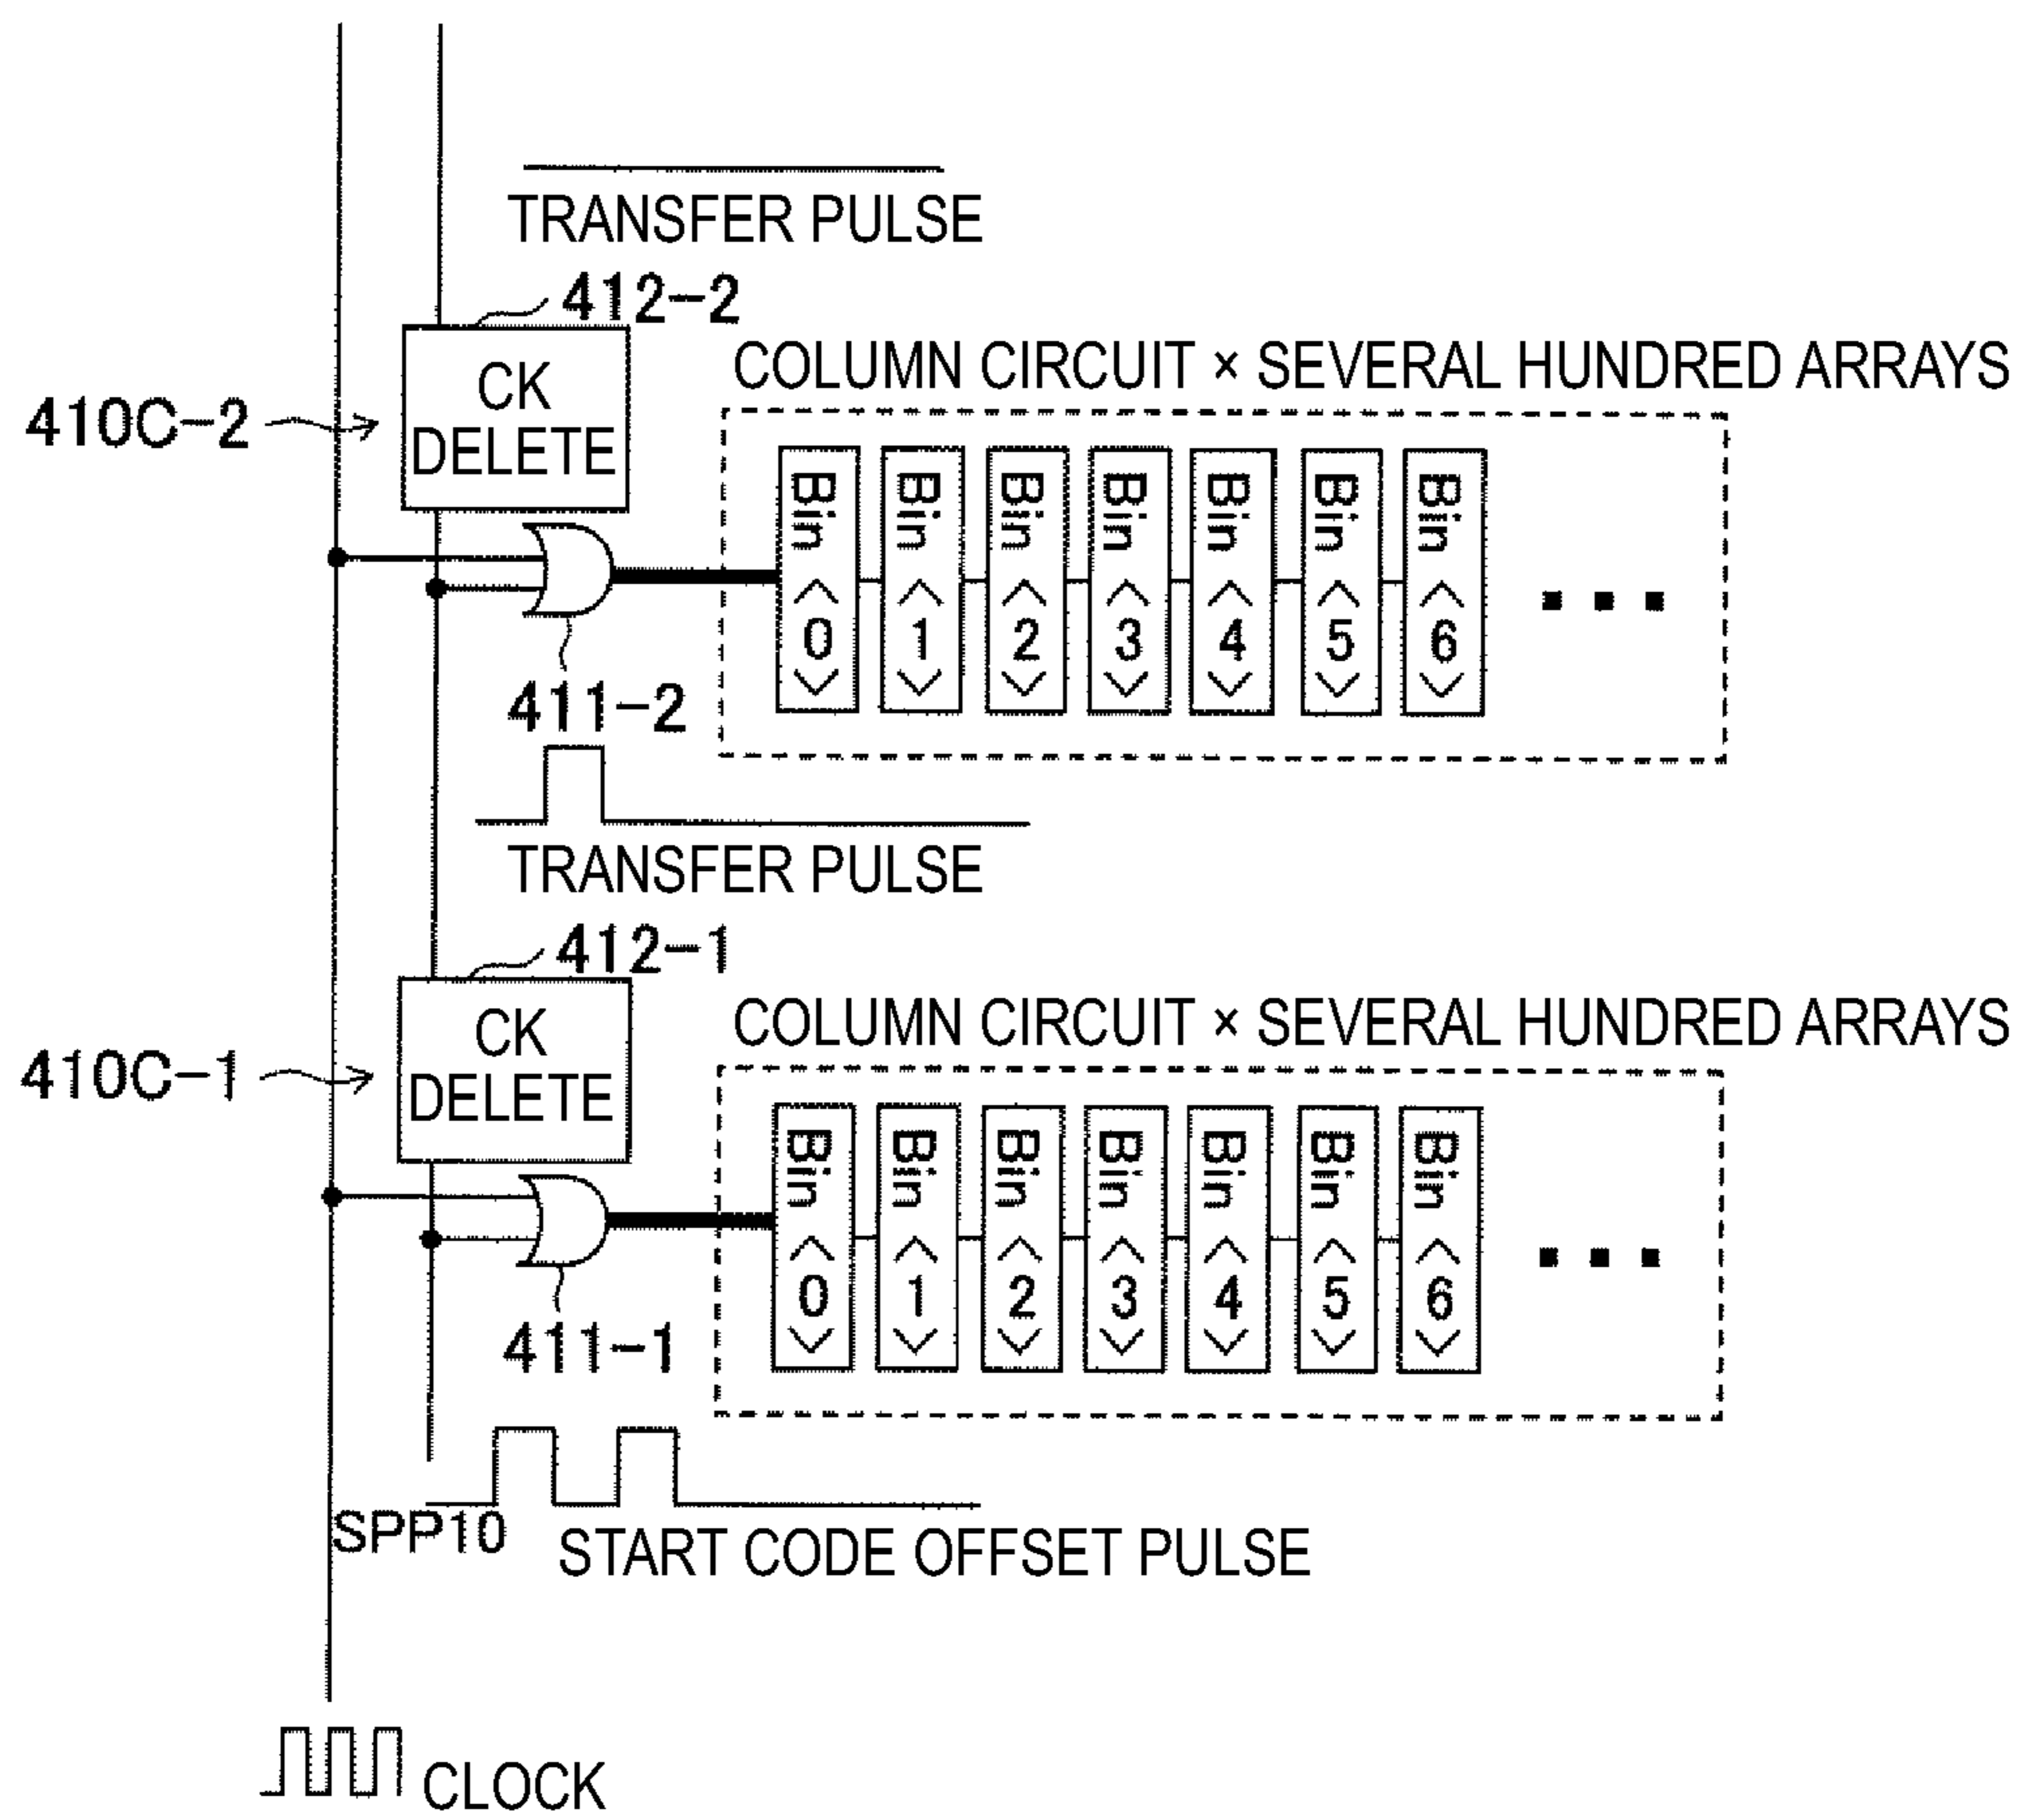 TRANSFER PULSE
412-2
CK
DELETE
COLUMN CIRCUIT × SEVERAL HUNDRED ARRAYS
410C-2
Bin <0>
Bin <1>
Bin <2>
Bin <3>
Bin <4>
Bin <5>
Bin <6>
411-2
TRANSFER PULSE
412-1
CK
DELETE
COLUMN CIRCUIT × SEVERAL HUNDRED ARRAYS
410C-1
Bin <0>
Bin <1>
Bin <2>
Bin <3>
Bin <4>
Bin <5>
Bin <6>
411-1
SPP10
START CODE OFFSET PULSE
CLOCK